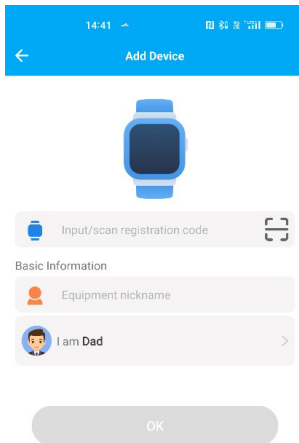 14:41
Add Device
Input/scan registration code
Basic Information
Equipment nickname
I am Dad
OK